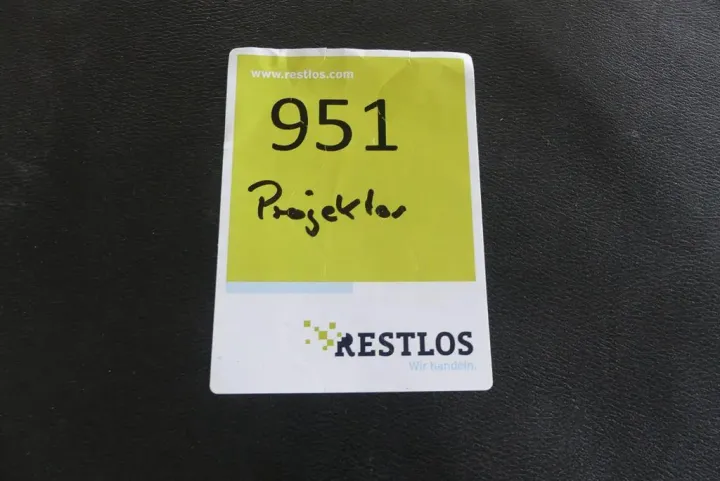 www.restlos.com
951
Projektor
RESTLOS
Wir handeln.